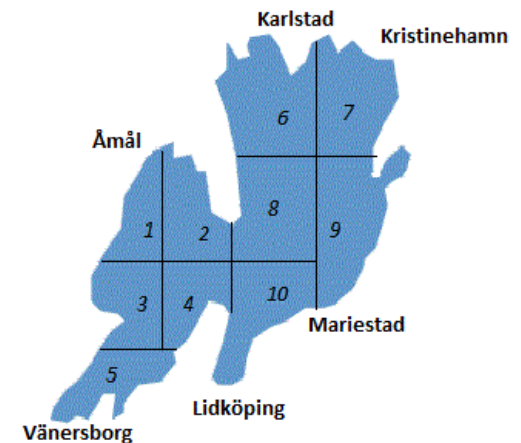 Karlstad
Kristinehamn
6
7
Åmål
8
1
2
9
3
4
10
Mariestad
5
Lidköping
Vänersborg